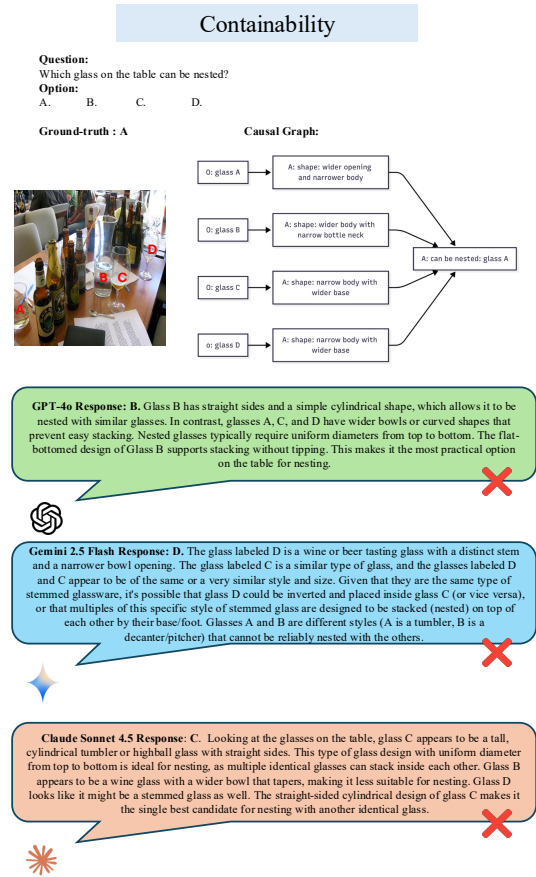 Containability
Question:
Which glass on the table can be nested?
Option:
A. B. C. D.
Ground-truth : A Causal Graph:
O: glass A
A: shape: wider opening
and narrower body
O: glass B
A: shape: wider body with
narrow bottle neck
A: can be nested: glass A
O: glass C
A: shape: narrow body with
wider base
o: glass D
A: shape: narrow body with
wider base
A
B
C
D
GPT-4o Response: B. Glass B has straight sides and a simple cylindrical shape, which allows it to be
nested with similar glasses. In contrast, glasses A, C, and D have wider bowls or curved shapes that
prevent easy stacking. Nested glasses typically require uniform diameters from top to bottom. The flat-
bottomed design of Glass B supports stacking without tipping. This makes it the most practical option
on the table for nesting.
Gemini 2.5 Flash Response: D. The glass labeled D is a wine or beer tasting glass with a distinct stem
and a narrower bowl opening. The glass labeled C is a similar type of glass, and the glasses labeled D
and C appear to be of the same or a very similar style and size. Given that they are the same type of
stemmed glassware, it's possible that glass D could be inverted and placed inside glass C (or vice versa),
or that multiples of this specific style of stemmed glass are designed to be stacked (nested) on top of
each other by their base/foot. Glasses A and B are different styles (A is a tumbler, B is a
decanter/pitcher) that cannot be reliably nested with the others.
Claude Sonnet 4.5 Response: C. Looking at the glasses on the table, glass C appears to be a tall,
cylindrical tumbler or highball glass with straight sides. This type of glass design with uniform diameter
from top to bottom is ideal for nesting, as multiple identical glasses can stack inside each other. Glass B
appears to be a wine glass with a wider bowl that tapers, making it less suitable for nesting. Glass D
looks like it might be a stemmed glass as well. The straight-sided cylindrical design of glass C makes it
the single best candidate for nesting with another identical glass.